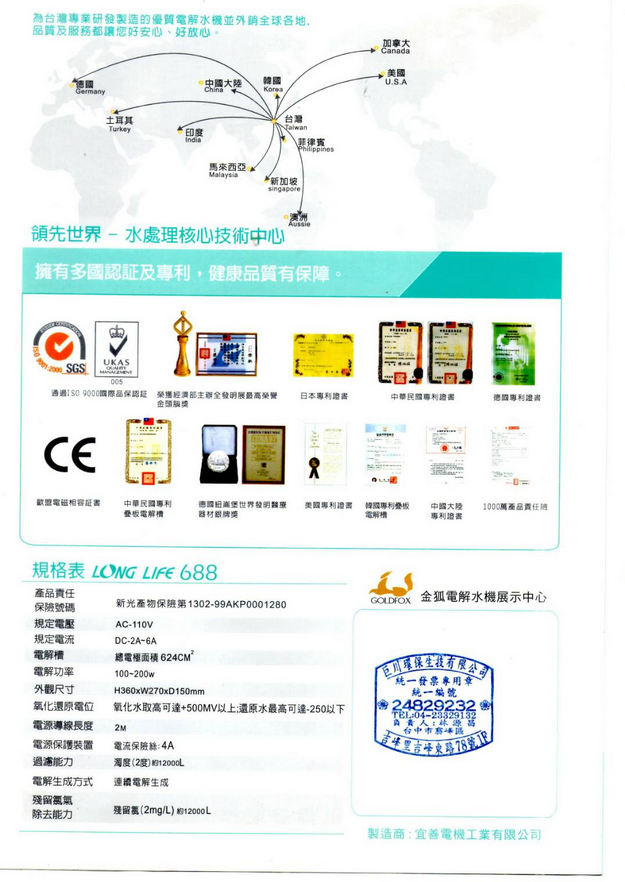 為台灣專業研發製造的優質電解水機並外銷全球各地,
品質及服務都讓您好安心、好放心。
加拿大
Canada
美國
U.S.A
德國
Germany
中國大陸
China
韓國
Korea
土耳其
Turkey
印度
India
台灣
Taiwan
菲律賓
Philippines
馬來西亞
Malaysia
新加坡
singapore
澳洲
Aussie
領先世界 – 水處理核心技術中心
擁有多國認証及專利，健康品質有保障。
ISO 9001:2000 SGS
UKAS
QUALITY
MANAGEMENT
005
通過ISO 9000國際品保認証
榮獲經濟部主辦全發明展最高榮譽
金頭腦獎
日本專利證書
中華民國專利證書
德國專利證書
CE
歐盟電磁相容証書
中華民國專利
疊板電解槽
德國紐崙堡世界發明醫療
器材銀牌獎
美國專利證書
韓國專利疊板
電解槽
中國大陸
專利證書
1000萬產品責任險
規格表 LONG LIFE 688
產品責任
保險號碼 新光產物保險第1302-99AKP0001280
規定電壓 AC-110V
規定電流 DC-2A~6A
電解槽 總電極面積 624CM²
電解功率 100~200w
外觀尺寸 H360xW270xD150mm
氧化還原電位 氧化水取高可達+500MV以上;還原水最高可達-250以下
電源導線長度 2M
電源保護裝置 電流保險絲: 4A
過濾能力 濁度(2度)約12000L
電解生成方式 連續電解生成
殘留氯氣
除去能力 殘留氯(2mg/L) 約12000L
GOLDFOX
金狐電解水機展示中心
巨川環保生技有限公司
統一發票專用章
統一編號
24829232
TEL:04-23329132
負責人:林源昌
台中市霧峰區
吉峰里吉峰東路78號1F
製造商:宜善電機工業有限公司